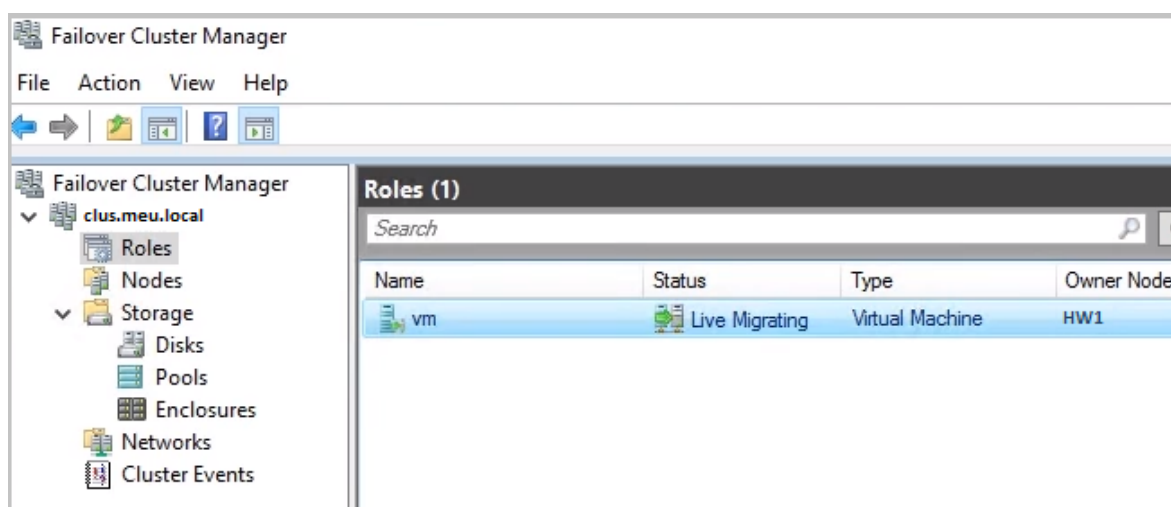 Failover Cluster Manager
File Action View Help
Failover Cluster Manager
clus.meu.local
Roles
Nodes
Storage
Disks
Pools
Enclosures
Networks
Cluster Events
Roles (1)
Search
Name Status Type Owner Node
vm Live Migrating Virtual Machine HW1